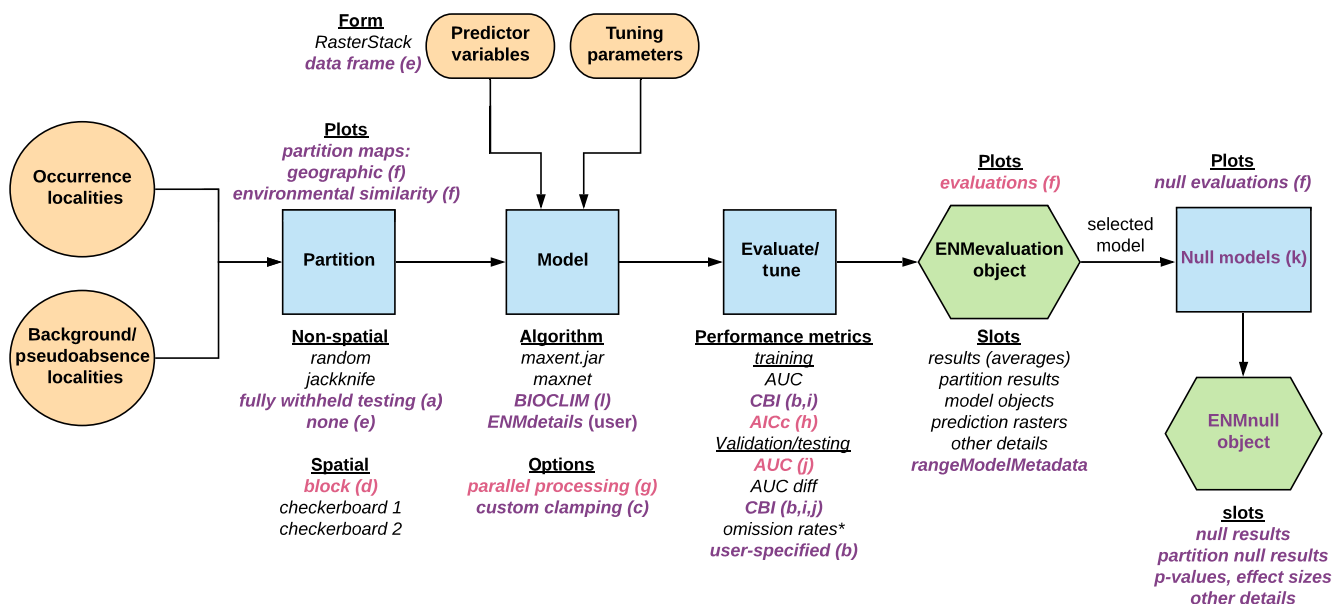 Form
RasterStack
data frame (e)
Predictor
variables
Tuning
parameters
Occurrence
localities
Background/
pseudoabsence
localities
Plots
partition maps:
geographic (f)
environmental similarity (f)
Partition
Non-spatial
random
jackknife
fully withheld testing (a)
none (e)
Spatial
block (d)
checkerboard 1
checkerboard 2
Model
Algorithm
maxent.jar
maxnet
BIOCLIM (l)
ENMdetails (user)
Options
parallel processing (g)
custom clamping (c)
Evaluate/
tune
Performance metrics
training
AUC
CBI (b,i)
AICc (h)
Validation/testing
AUC (j)
AUC diff
CBI (b,i,j)
omission rates*
user-specified (b)
Plots
evaluations (f)
ENMevaluation
object
Slots
results (averages)
partition results
model objects
prediction rasters
other details
rangeModelMetadata
selected
model
Plots
null evaluations (f)
Null models (k)
ENMnull
object
slots
null results
partition null results
p-values, effect sizes
other details